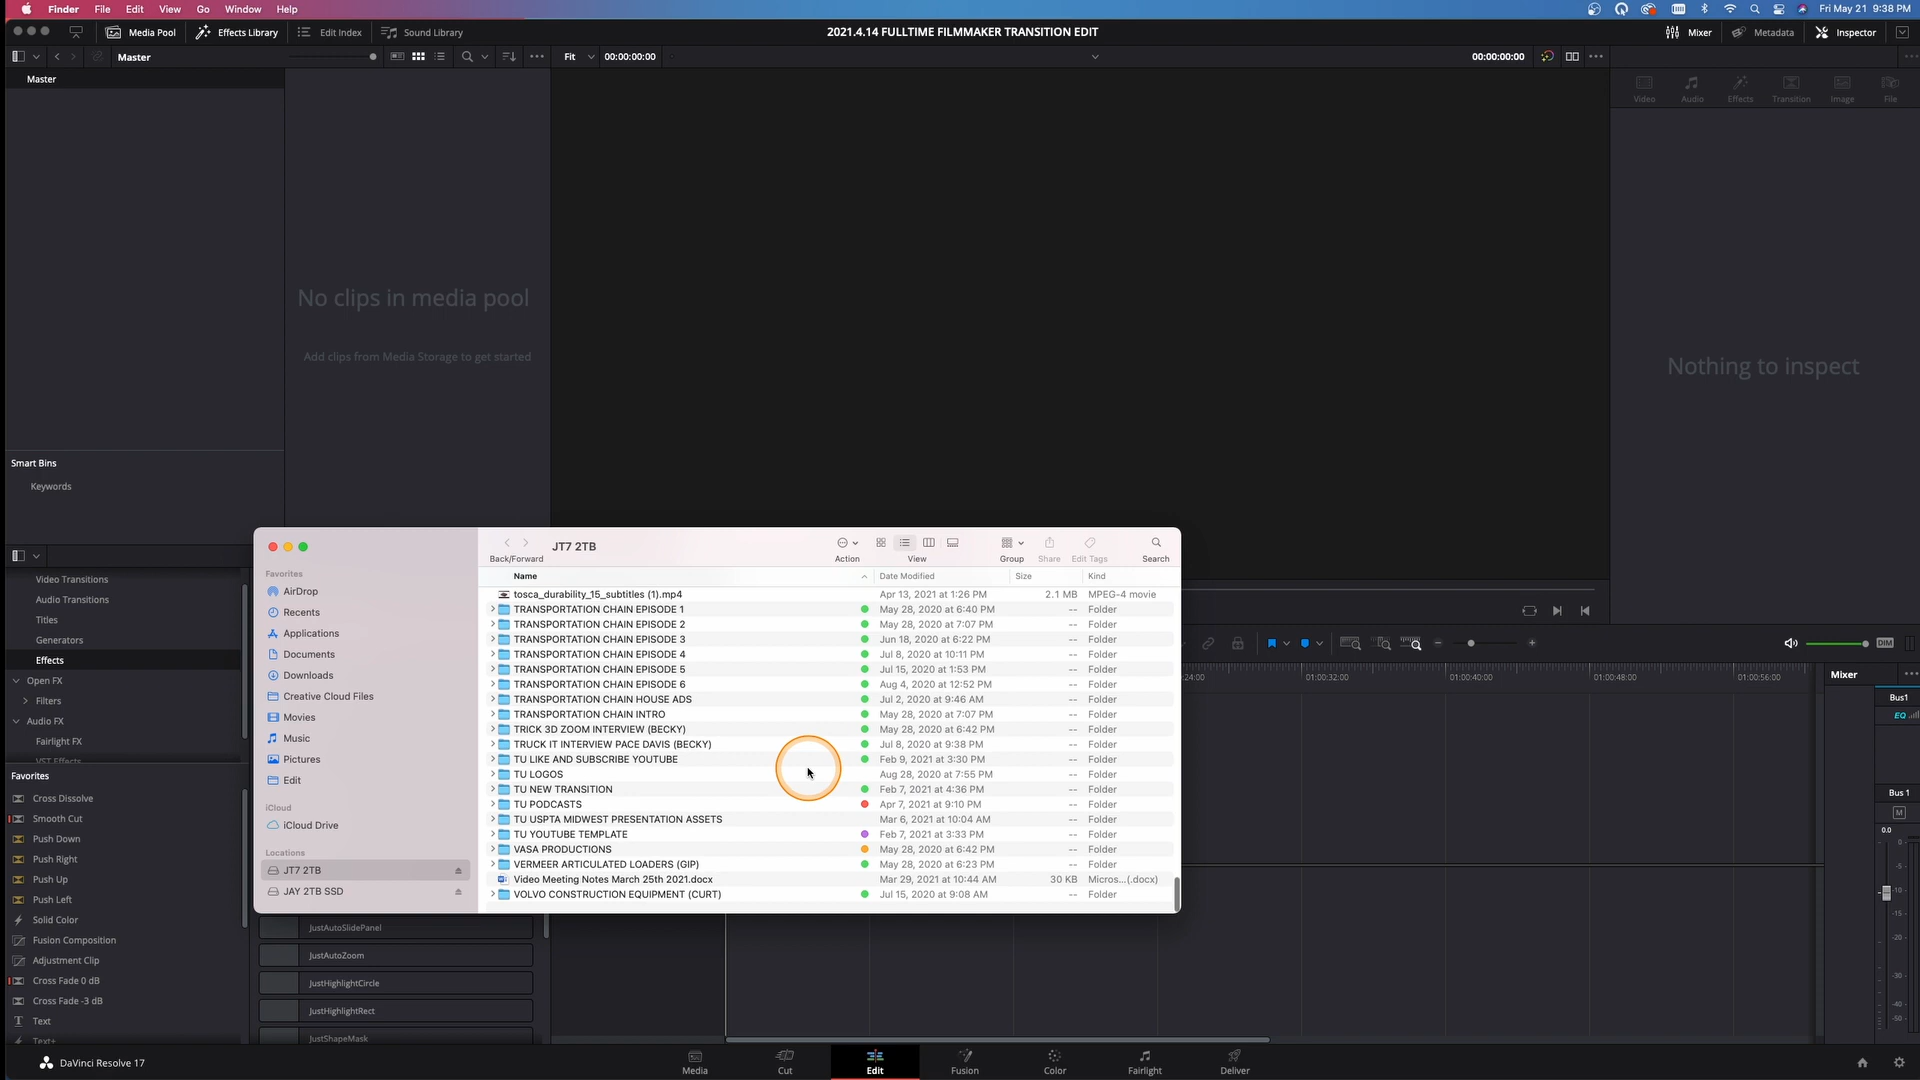 Finder File Edit View Go Window Help Fri May 21 9:38 PM
Media Pool Effects Library Edit Index Sound Library 2021.4.14 FULLTIME FILMMAKER TRANSITION EDIT Mixer Metadata Inspector
Master Fit 00:00:00:00 00:00:00:00
Master
Video Audio Effects Transition Image File
No clips in media pool
Add clips from Media Storage to get started
Nothing to inspect
Smart Bins
Keywords
Video Transitions
Audio Transitions
Titles
Generators
Effects
Open FX
Filters
Audio FX
Fairlight FX
VST Effects
Favorites
Cross Dissolve
Smooth Cut
Push Down
Push Right
Push Up
Push Left
Solid Color
Fusion Composition
Adjustment Clip
Cross Fade 0 dB
Cross Fade -3 dB
Text
Text+
JT7 2TB
Back/Forward Action View Group Share Edit Tags Search
Favorites
AirDrop
Recents
Applications
Documents
Downloads
Creative Cloud Files
Movies
Music
Pictures
Edit
iCloud
iCloud Drive
Locations
JT7 2TB
JAY 2TB SSD
Name Date Modified Size Kind
tosca_durability_15_subtitles (1).mp4 Apr 13, 2021 at 1:26 PM 2.1 MB MPEG-4 movie
TRANSPORTATION CHAIN EPISODE 1 May 28, 2020 at 6:40 PM -- Folder
TRANSPORTATION CHAIN EPISODE 2 May 28, 2020 at 7:07 PM -- Folder
TRANSPORTATION CHAIN EPISODE 3 Jun 18, 2020 at 6:22 PM -- Folder
TRANSPORTATION CHAIN EPISODE 4 Jul 8, 2020 at 10:11 PM -- Folder
TRANSPORTATION CHAIN EPISODE 5 Jul 15, 2020 at 1:53 PM -- Folder
TRANSPORTATION CHAIN EPISODE 6 Aug 4, 2020 at 12:52 PM -- Folder
TRANSPORTATION CHAIN HOUSE ADS Jul 2, 2020 at 9:46 AM -- Folder
TRANSPORTATION CHAIN INTRO May 28, 2020 at 7:07 PM -- Folder
TRICK 3D ZOOM INTERVIEW (BECKY) May 28, 2020 at 6:42 PM -- Folder
TRUCK IT INTERVIEW PACE DAVIS (BECKY) Jul 8, 2020 at 9:38 PM -- Folder
TU LIKE AND SUBSCRIBE YOUTUBE Feb 9, 2021 at 3:30 PM -- Folder
TU LOGOS Aug 28, 2020 at 7:55 PM -- Folder
TU NEW TRANSITION Feb 7, 2021 at 4:36 PM -- Folder
TU PODCASTS Apr 7, 2021 at 9:10 PM -- Folder
TU USPTA MIDWEST PRESENTATION ASSETS Mar 6, 2021 at 10:04 AM -- Folder
TU YOUTUBE TEMPLATE Feb 7, 2021 at 3:33 PM -- Folder
VASA PRODUCTIONS May 28, 2020 at 6:42 PM -- Folder
VERMEER ARTICULATED LOADERS (GIP) May 28, 2020 at 6:23 PM -- Folder
Video Meeting Notes March 25th 2021.docx Mar 29, 2021 at 10:44 AM 30 KB Micros...(.docx)
VOLVO CONSTRUCTION EQUIPMENT (CURT) Jul 15, 2020 at 9:08 AM -- Folder
JustAutoSlidePanel
JustAutoZoom
JustHighlightCircle
JustHighlightRect
JustShapeMask
DIM
:24:00 01:00:32:00 01:00:40:00 01:00:48:00 01:00:56:00
Mixer
Bus1
EQ
Bus 1
M
0.0
0
-5
-10
-15
-20
-30
-40
-50
DaVinci Resolve 17 Media Cut Edit Fusion Color Fairlight Deliver